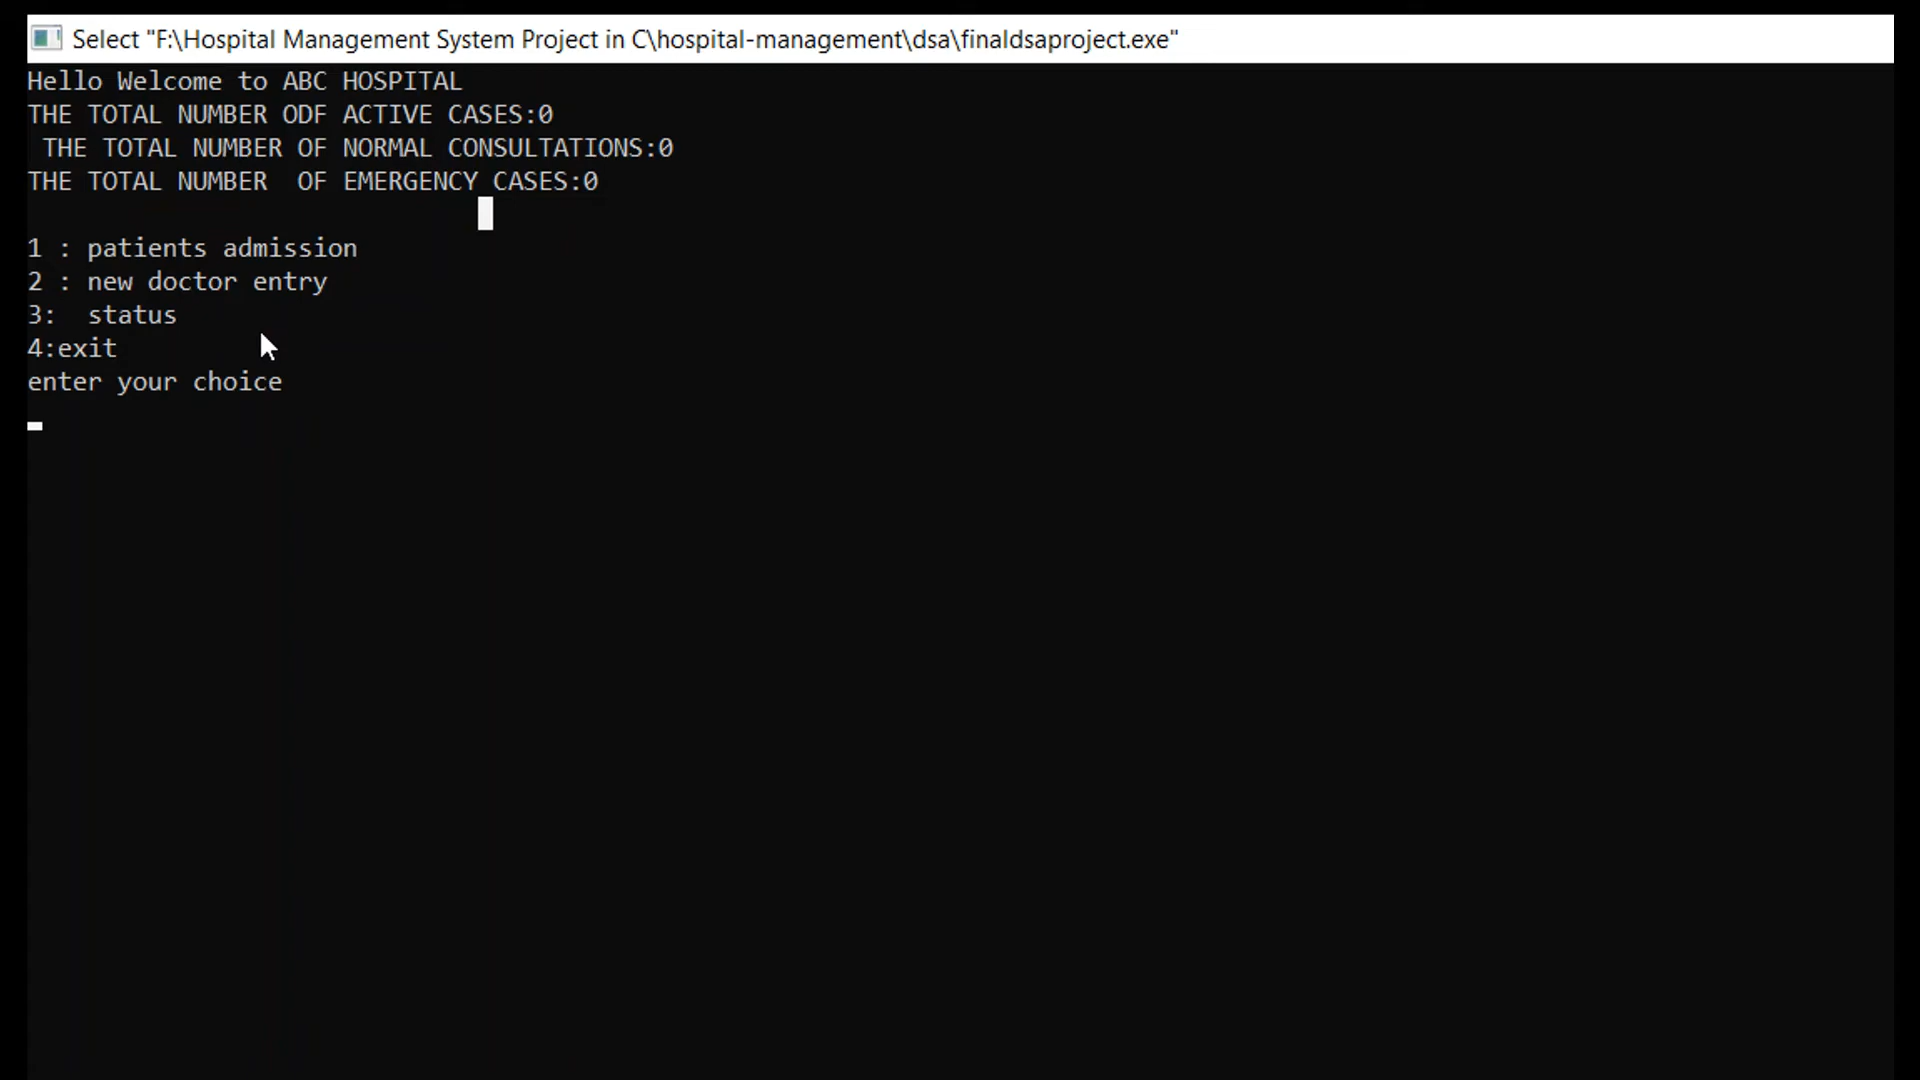 Select "F:\Hospital Management System Project in C\hospital-management\dsa\finaldsaproject.exe"
Hello Welcome to ABC HOSPITAL
THE TOTAL NUMBER ODF ACTIVE CASES:0
 THE TOTAL NUMBER OF NORMAL CONSULTATIONS:0
THE TOTAL NUMBER  OF EMERGENCY CASES:0
1 : patients admission
2 : new doctor entry
3:  status
4:exit
enter your choice